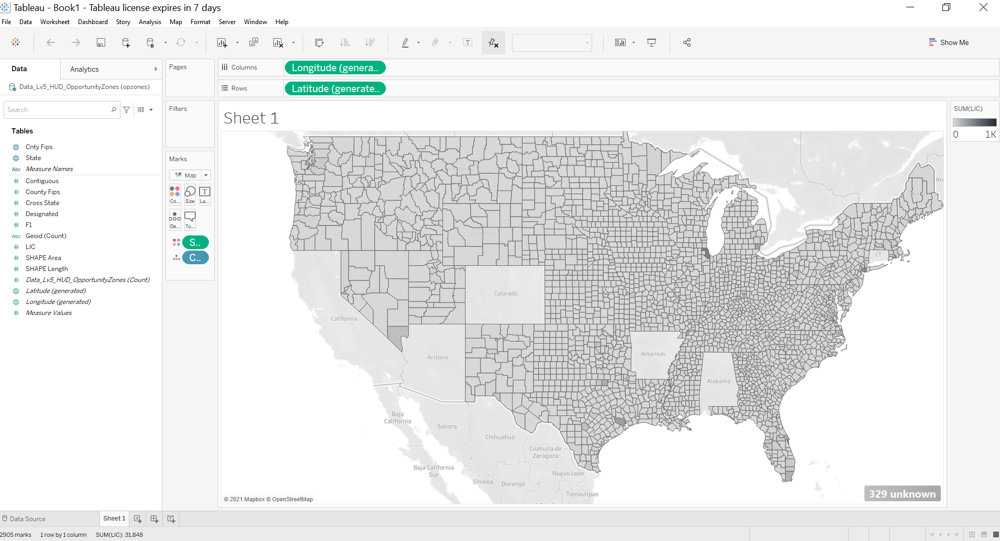 Tableau - Book1 - Tableau license expires in 7 days
File Data Worksheet Dashboard Story Analysis Map Format Server Window Help
Show Me
Data Analytics
Data_Lv5_HUD_OpportunityZones (opzones)
Search
Tables
Cnty Fips
State
Abc Measure Names
Contiguous
County Fips
Cross State
Designated
F1
Abc Geoid (Count)
LIC
SHAPE Area
SHAPE Length
Data_Lv5_HUD_OpportunityZones (Count)
Latitude (generated)
Longitude (generated)
Measure Values
Pages
Filters
Marks
Map
Co... Size La...
De... To...
S..
C..
Columns Longitude (genera..
Rows Latitude (generate..
Sheet 1
Wyoming
CT
Colorado
California
Arizona
Arkansas
Alabama
Baja
California
Sonora
Chihuahua
Coahuila de
Zaragoza
Baja California
Sur
Nuevo León
Sinaloa
Durango
Tamaulipas
© 2021 Mapbox © OpenStreetMap
329 unknown
SUM(LIC)
0 1K
Data Source Sheet 1
2905 marks 1 row by 1 column SUM(LIC): 31,848